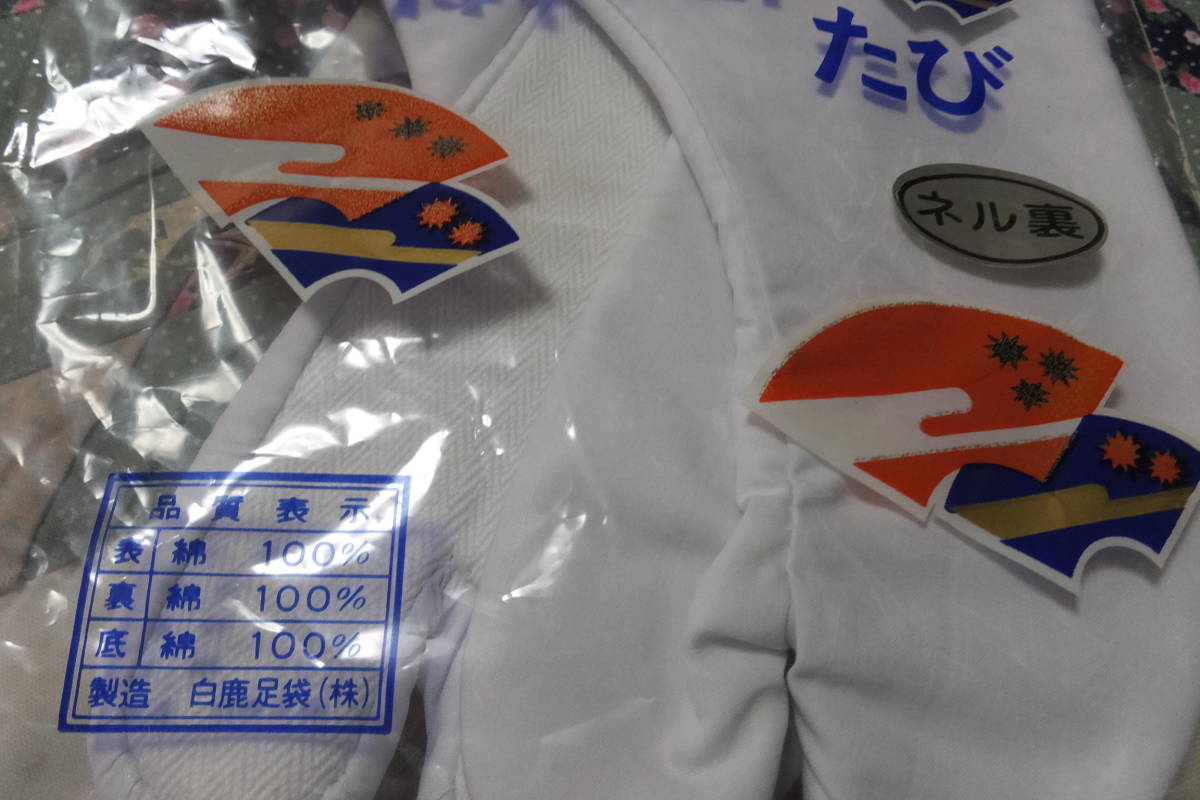 たび
ネル裏
品質表示
表 綿 100%
裏 綿 100%
底 綿 100%
製造 白鹿足袋(株)